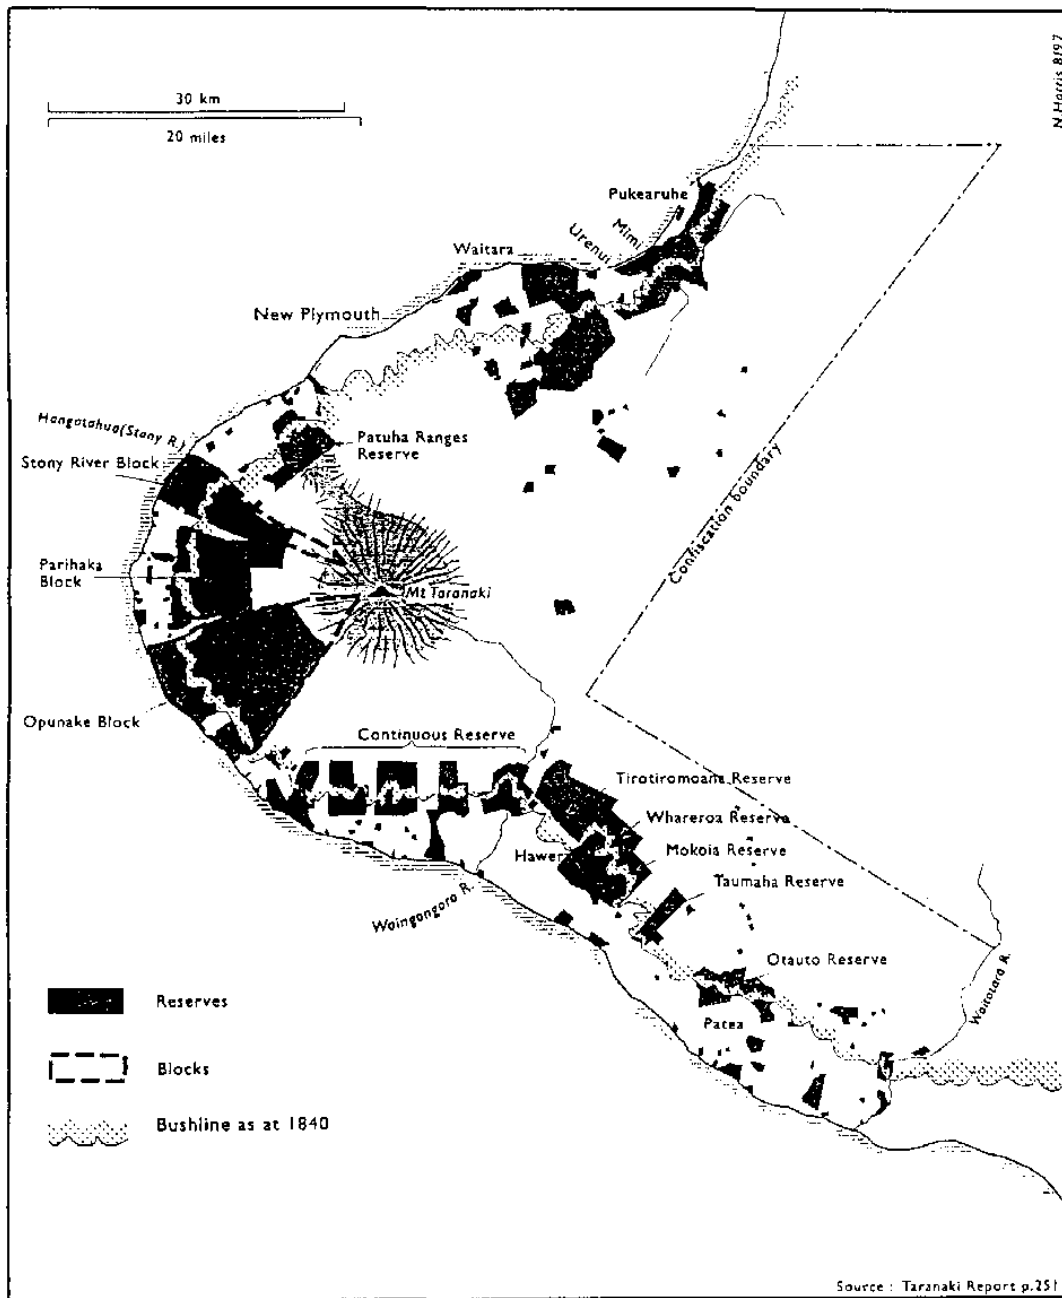 N Harris 8/97
30 km
20 miles
Pukearuhe
Mimi
Urenui
Waitara
New Plymouth
Hangatahua (Stony R.)
Stony River Block
Patuha Ranges
Reserve
Parihaka
Block
Mt Taranaki
Confiscation boundary
Opunake Block
Continuous Reserve
Tirotiromoana Reserve
Whareroa Reserve
Hawer
Mokoia Reserve
Taumaha Reserve
Waingongoro R.
Otauto Reserve
Waitotara R.
Patea
Reserves
Blocks
Bushline as at 1840
Source : Taranaki Report p.251